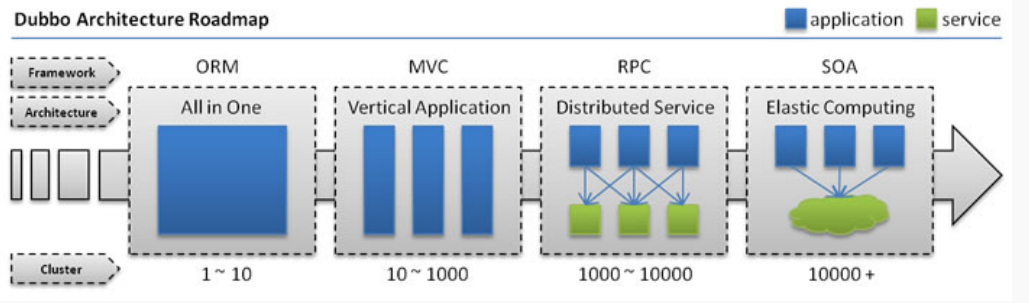 Dubbo Architecture Roadmap
application
service
Framework
ORM
MVC
RPC
SOA
Architecture
All in One
Vertical Application
Distributed Service
Elastic Computing
Cluster
1 ~ 10
10 ~ 1000
1000 ~ 10000
10000 +